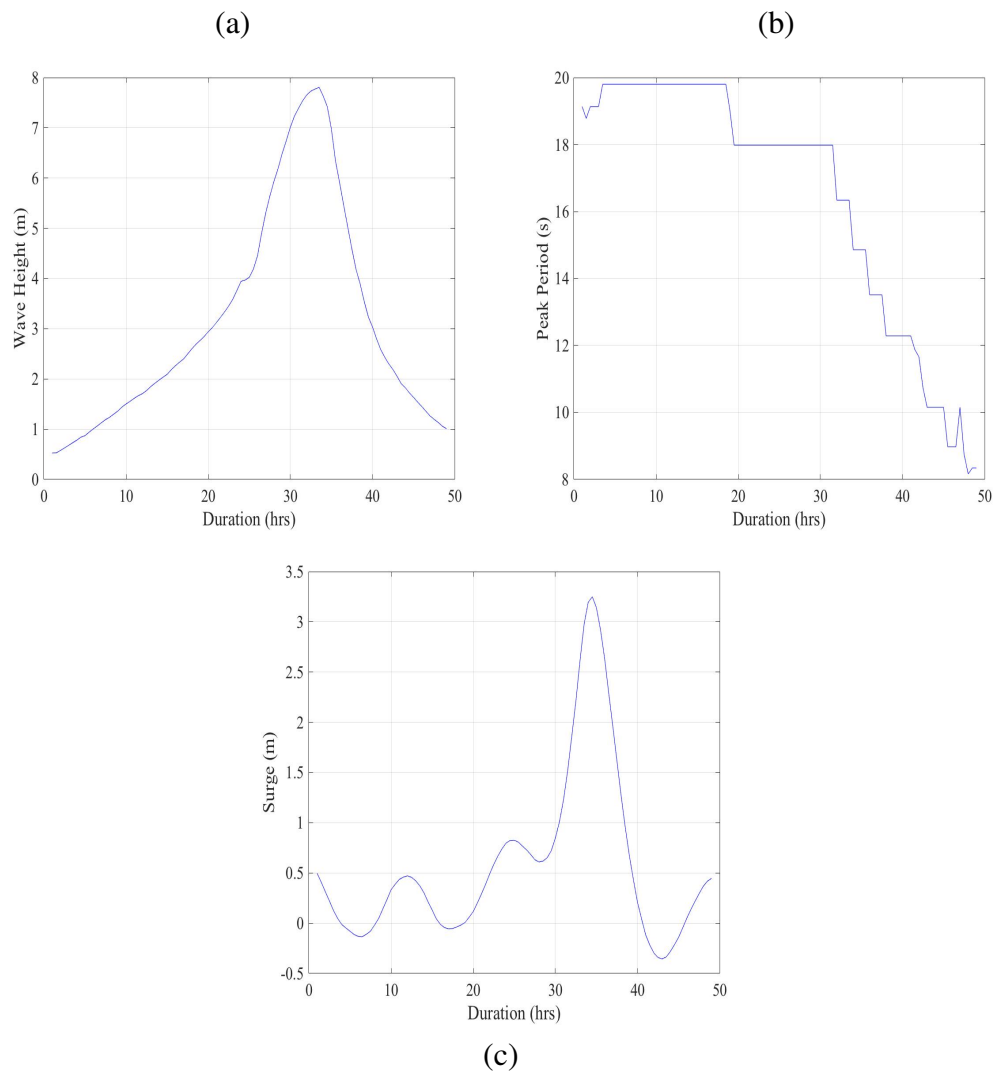 (a)
(b)
8
7
6
5
4
3
2
1
0
Wave Height (m)
0 10 20 30 40 50
Duration (hrs)
20
18
16
14
12
10
8
Peak Period (s)
0 10 20 30 40 50
Duration (hrs)
3.5
3
2.5
2
1.5
1
0.5
0
-0.5
Surge (m)
0 10 20 30 40 50
Duration (hrs)
(c)